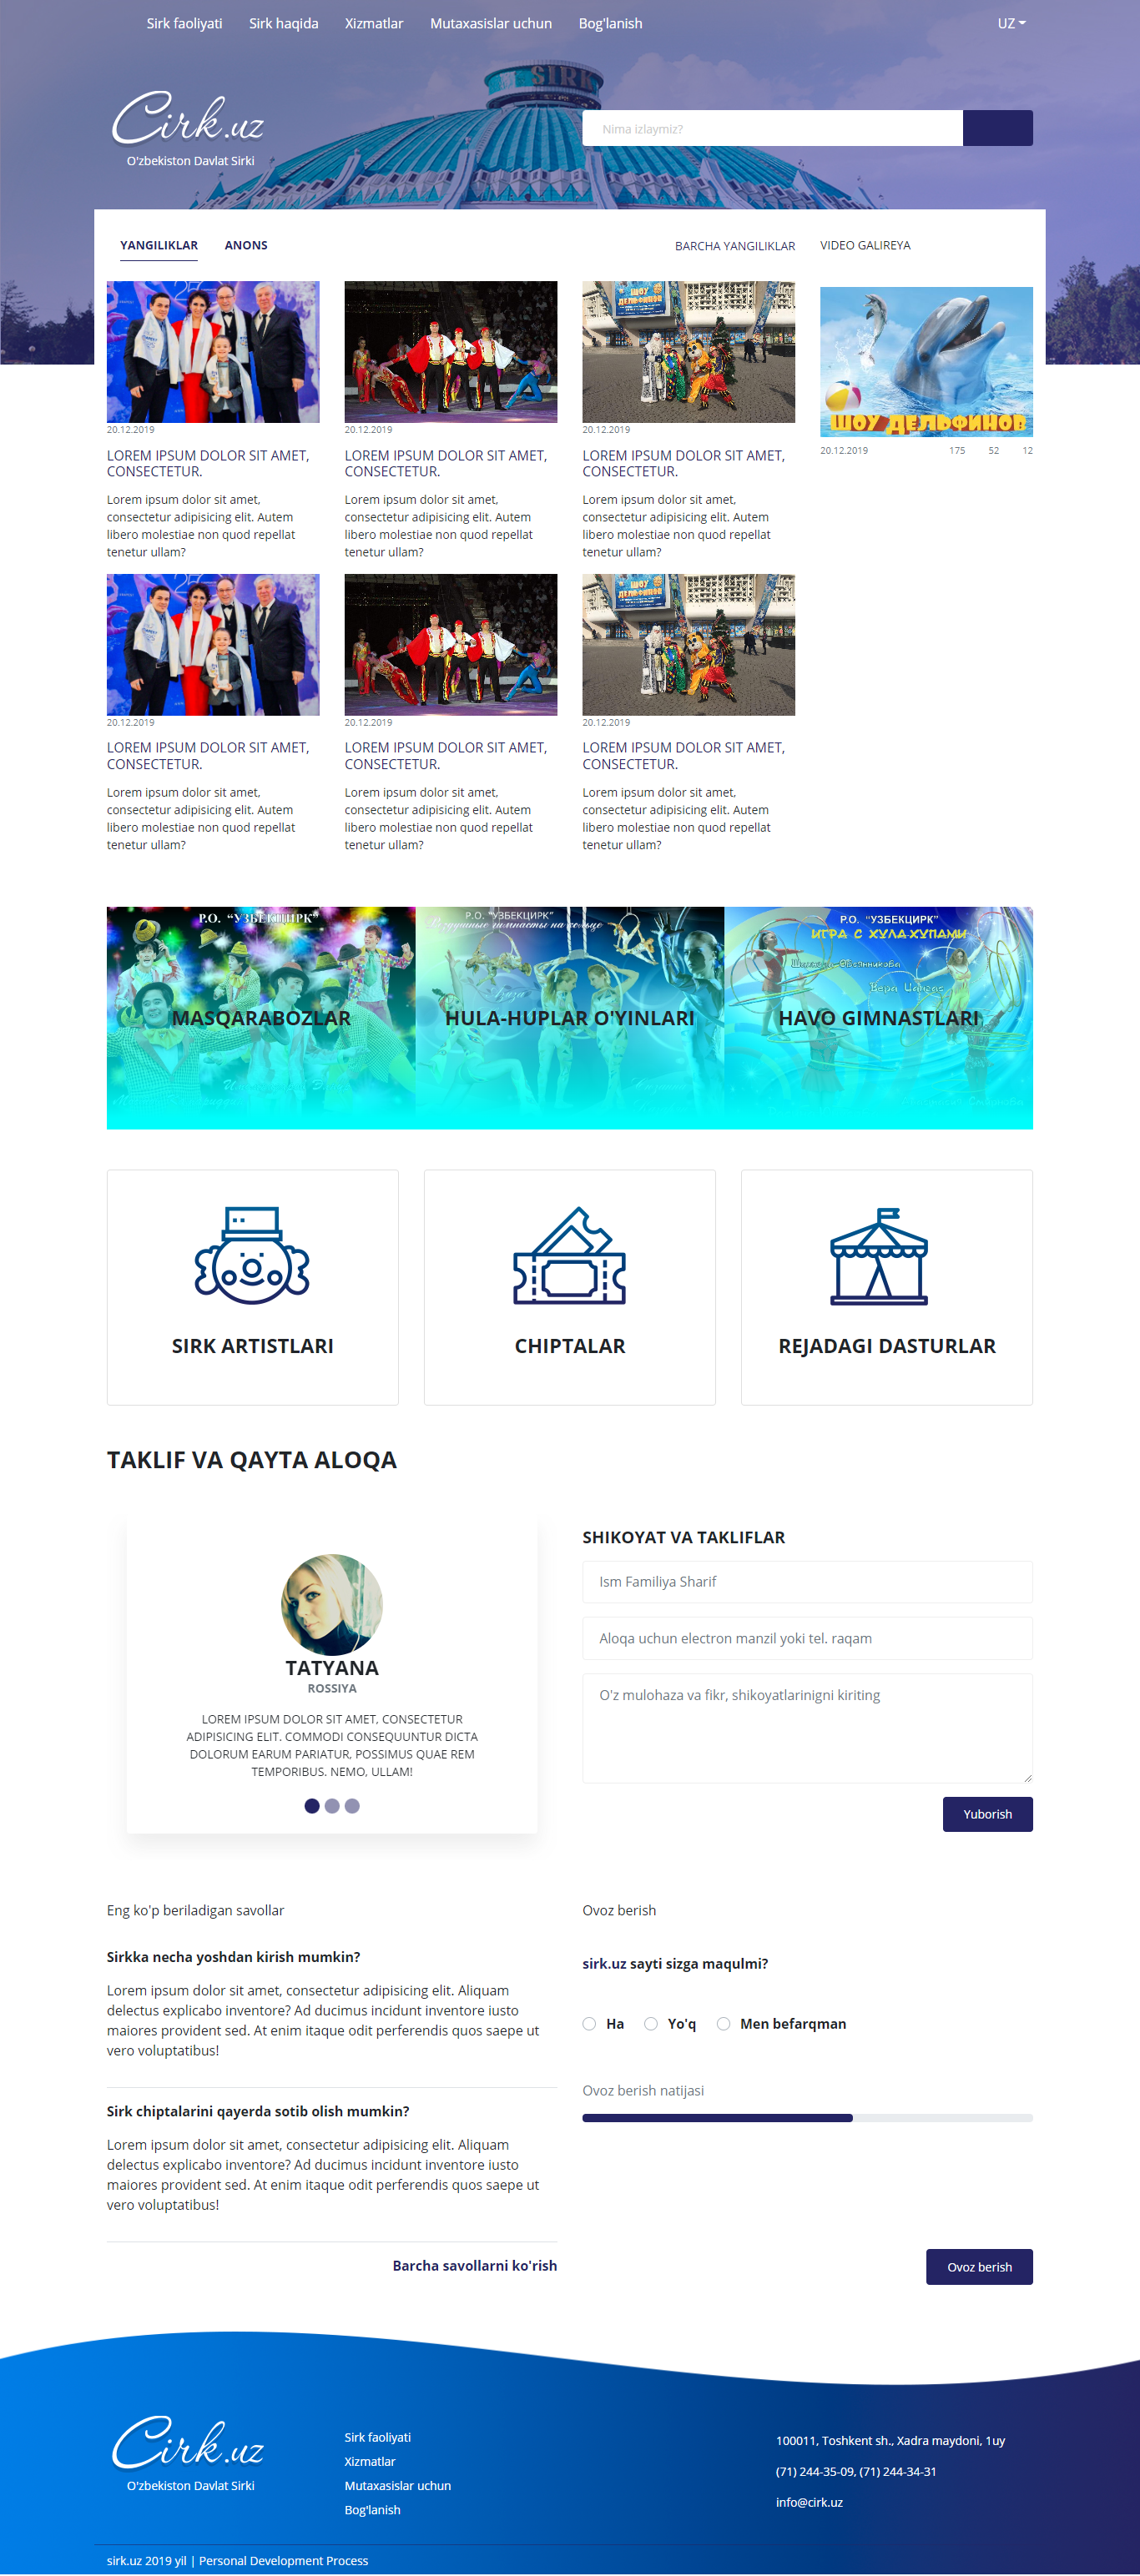 Sirk faoliyati Sirk haqida Xizmatlar Mutaxasislar uchun Bog'lanish UZ
SIRK
Cirk.uz
O'zbekiston Davlat Sirki
Nima izlaymiz?
YANGILIKLAR ANONS BARCHA YANGILIKLAR VIDEO GALIREYA
ШОУ ДЕЛЬФИНОВ
ШОУ ДЕЛЬФИНОВ
20.12.2019 20.12.2019 20.12.2019
20.12.2019 175 52 12
LOREM IPSUM DOLOR SIT AMET, LOREM IPSUM DOLOR SIT AMET, LOREM IPSUM DOLOR SIT AMET,
CONSECTETUR. CONSECTETUR. CONSECTETUR.
Lorem ipsum dolor sit amet, Lorem ipsum dolor sit amet, Lorem ipsum dolor sit amet,
consectetur adipisicing elit. Autem consectetur adipisicing elit. Autem consectetur adipisicing elit. Autem
libero molestiae non quod repellat libero molestiae non quod repellat libero molestiae non quod repellat
tenetur ullam? tenetur ullam? tenetur ullam?
ШОУ ДЕЛЬФИНОВ
20.12.2019 20.12.2019 20.12.2019
LOREM IPSUM DOLOR SIT AMET, LOREM IPSUM DOLOR SIT AMET, LOREM IPSUM DOLOR SIT AMET,
CONSECTETUR. CONSECTETUR. CONSECTETUR.
Lorem ipsum dolor sit amet, Lorem ipsum dolor sit amet, Lorem ipsum dolor sit amet,
consectetur adipisicing elit. Autem consectetur adipisicing elit. Autem consectetur adipisicing elit. Autem
libero molestiae non quod repellat libero molestiae non quod repellat libero molestiae non quod repellat
tenetur ullam? tenetur ullam? tenetur ullam?
Р.О. "УЗБЕКЦИРК" Р.О. "УЗБЕКЦИРК" Р.О. "УЗБЕКЦИРК"
Воздушные гимнасты на кольце ИГРА С ХУЛА-ХУПАМИ
MASQARABOZLAR HULA-HUPLAR O'YINLARI HAVO GIMNASTLARI
SIRK ARTISTLARI CHIPTALAR REJADAGI DASTURLAR
TAKLIF VA QAYTA ALOQA
TATYANA
ROSSIYA
LOREM IPSUM DOLOR SIT AMET, CONSECTETUR
ADIPISICING ELIT. COMMODI CONSEQUUNTUR DICTA
DOLORUM EARUM PARIATUR, POSSIMUS QUAE REM
TEMPORIBUS. NEMO, ULLAM!
SHIKOYAT VA TAKLIFLAR
Ism Familiya Sharif
Aloqa uchun electron manzil yoki tel. raqam
O'z mulohaza va fikr, shikoyatlarinigni kiriting
Yuborish
Eng ko'p beriladigan savollar
Sirkka necha yoshdan kirish mumkin?
Lorem ipsum dolor sit amet, consectetur adipisicing elit. Aliquam
delectus explicabo inventore? Ad ducimus incidunt inventore iusto
maiores provident sed. At enim itaque odit perferendis quos saepe ut
vero voluptatibus!
Sirk chiptalarini qayerda sotib olish mumkin?
Lorem ipsum dolor sit amet, consectetur adipisicing elit. Aliquam
delectus explicabo inventore? Ad ducimus incidunt inventore iusto
maiores provident sed. At enim itaque odit perferendis quos saepe ut
vero voluptatibus!
Barcha savollarni ko'rish
Ovoz berish
sirk.uz sayti sizga maqulmi?
Ha Yo'q Men befarqman
Ovoz berish natijasi
Ovoz berish
Cirk.uz
O'zbekiston Davlat Sirki
Sirk faoliyati
Xizmatlar
Mutaxasislar uchun
Bog'lanish
100011, Toshkent sh., Xadra maydoni, 1uy
(71) 244-35-09, (71) 244-34-31
info@cirk.uz
sirk.uz 2019 yil | Personal Development Process